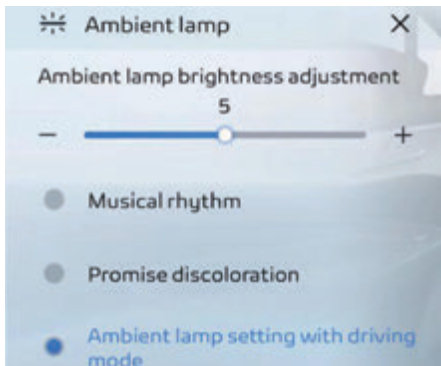 Ambient lamp
Ambient lamp brightness adjustment
5
Musical rhythm
Promise discoloration
Ambient lamp setting with driving
mode